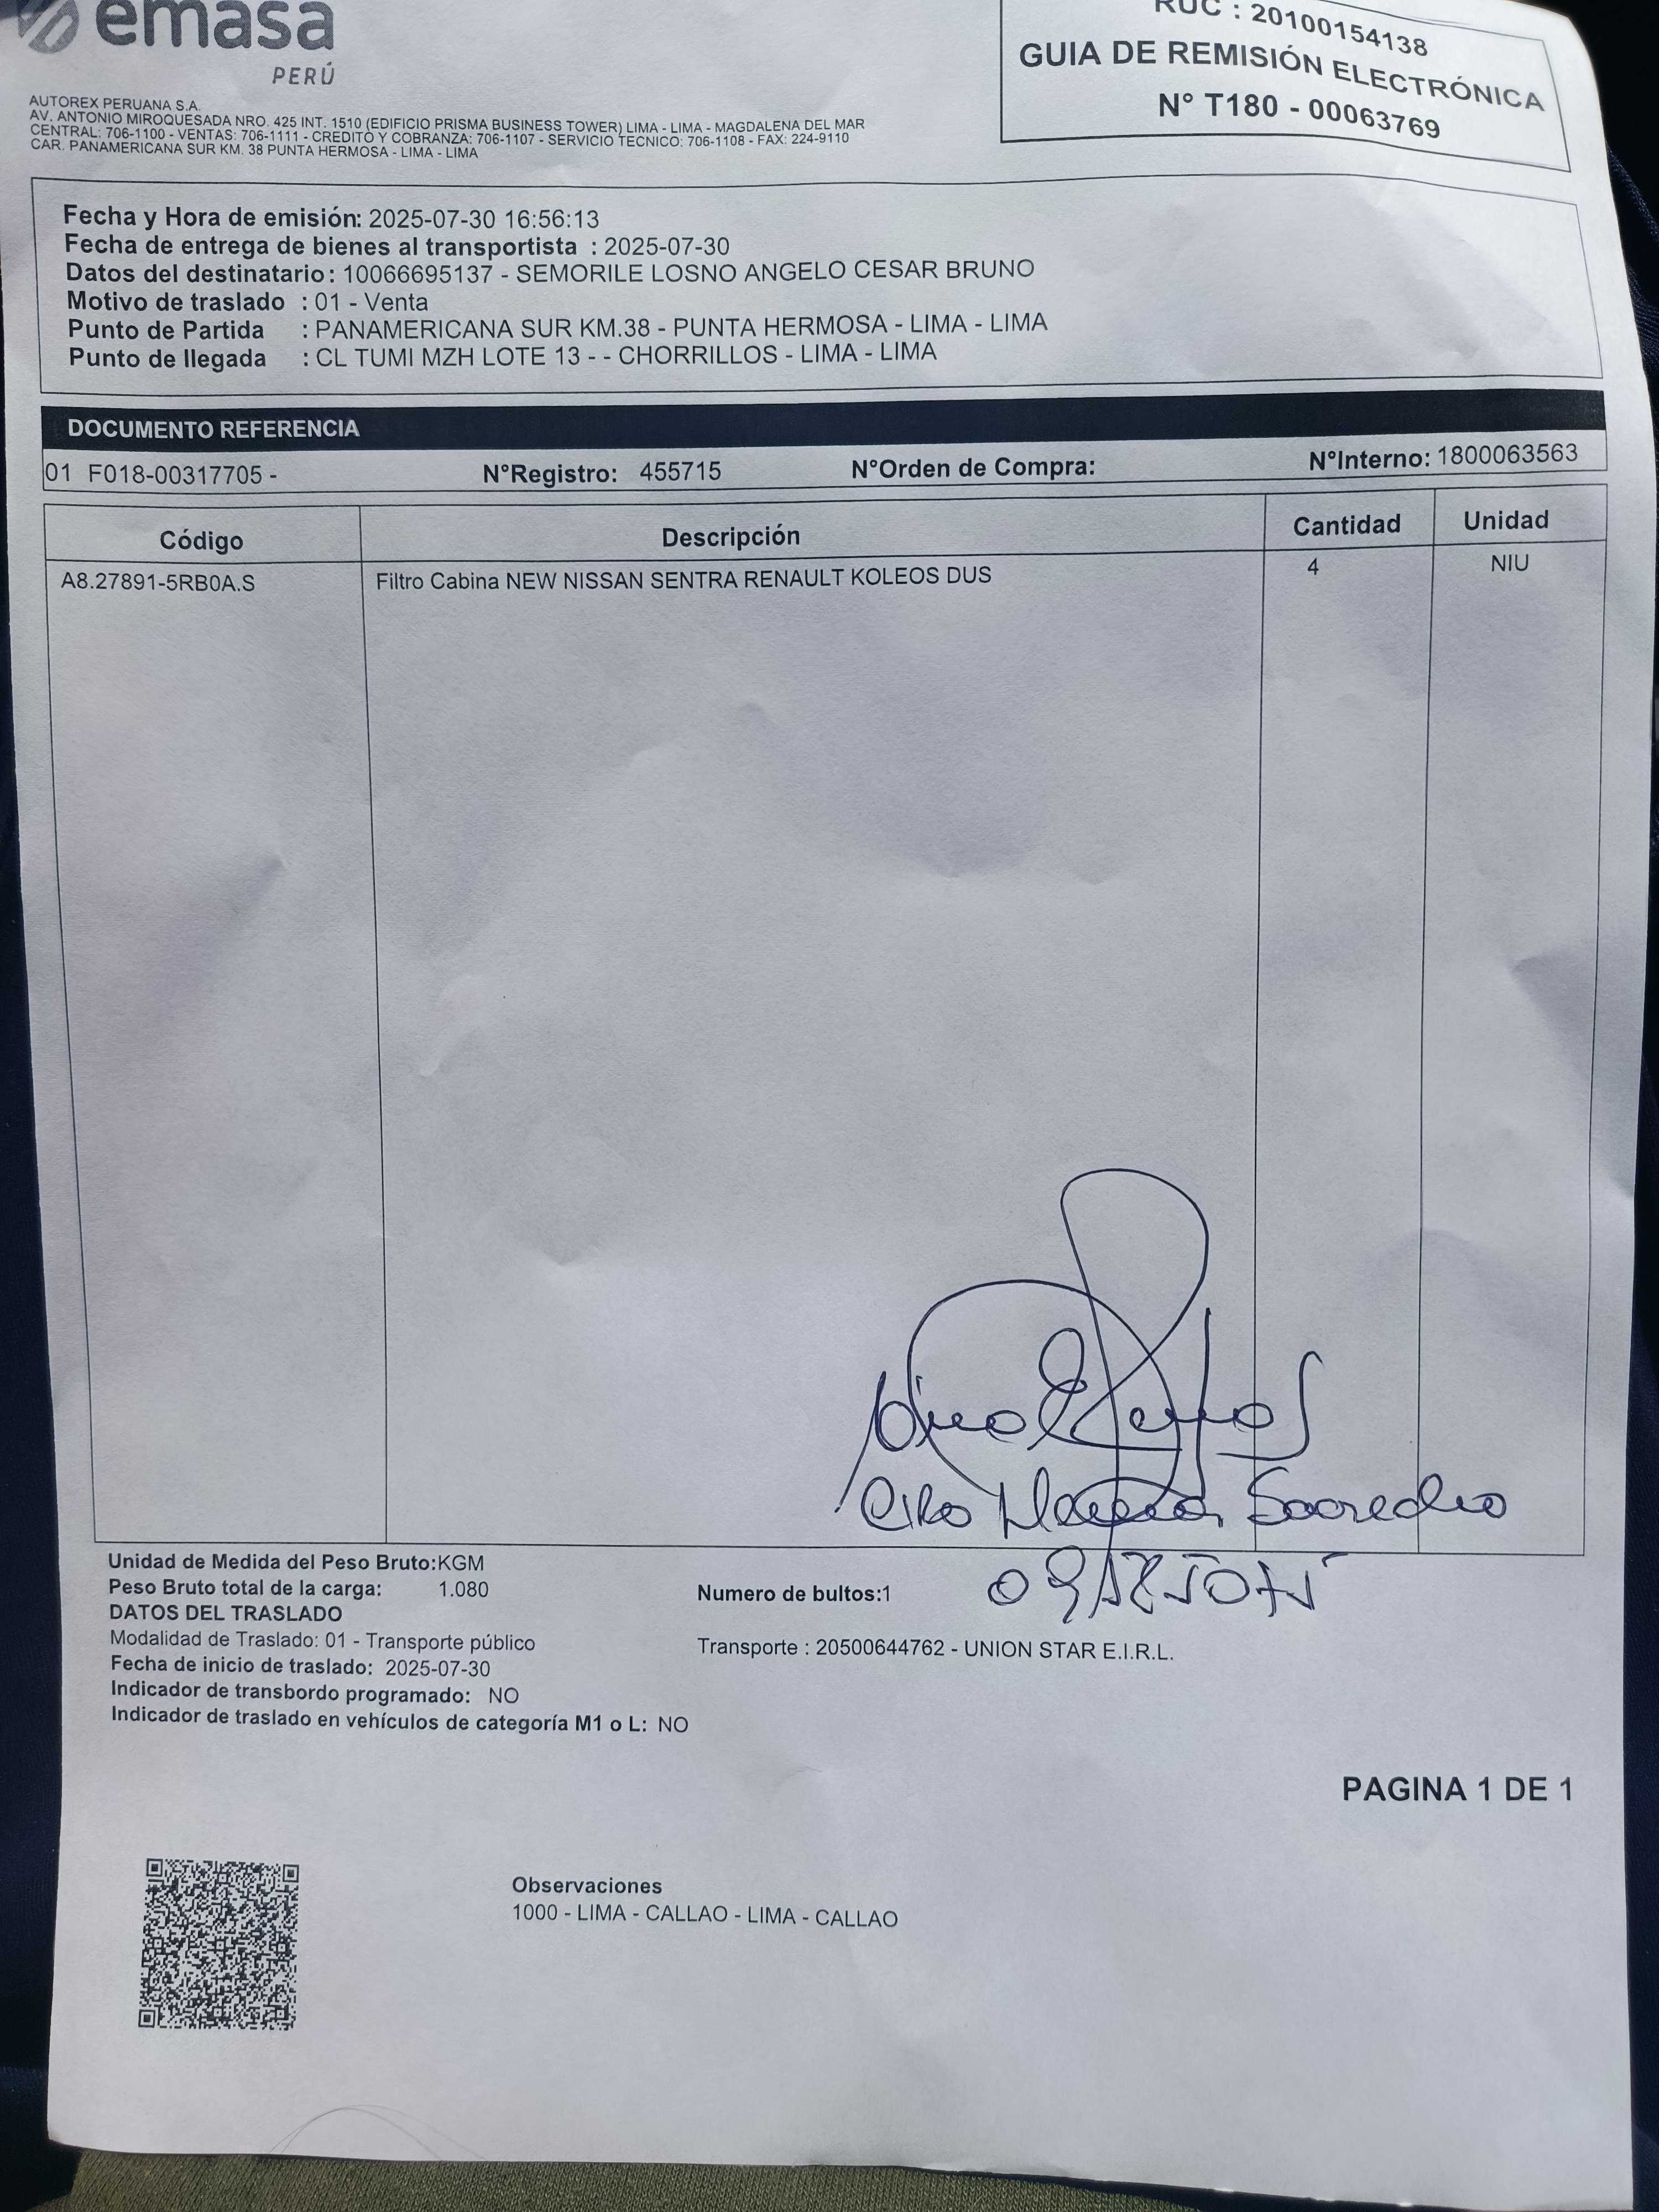 emasa
PERÚ
RUC : 20100154138
GUIA DE REMISIÓN ELECTRÓNICA
N° T180 - 00063769
AUTOREX PERUANA S.A.
AV. ANTONIO MIROQUESADA NRO. 425 INT. 1510 (EDIFICIO PRISMA BUSINESS TOWER) LIMA - LIMA - MAGDALENA DEL MAR
CENTRAL: 706-1100 - VENTAS: 706-1111 - CREDITO Y COBRANZA: 706-1107 - SERVICIO TECNICO: 706-1108 - FAX: 224-9110
CAR. PANAMERICANA SUR KM. 38 PUNTA HERMOSA - LIMA - LIMA
Fecha y Hora de emisión: 2025-07-30 16:56:13
Fecha de entrega de bienes al transportista : 2025-07-30
Datos del destinatario: 10066695137 - SEMORILE LOSNO ANGELO CESAR BRUNO
Motivo de traslado : 01 - Venta
Punto de Partida : PANAMERICANA SUR KM.38 - PUNTA HERMOSA - LIMA - LIMA
Punto de llegada : CL TUMI MZH LOTE 13 - - CHORRILLOS - LIMA - LIMA
DOCUMENTO REFERENCIA
01 F018-00317705 - N°Registro: 455715 N°Orden de Compra: N°Interno: 1800063563
Código Descripción Cantidad Unidad
A8.27891-5RB0A.S Filtro Cabina NEW NISSAN SENTRA RENAULT KOLEOS DUS 4 NIU
Unidad de Medida del Peso Bruto:KGM
Peso Bruto total de la carga: 1.080 Numero de bultos:1
DATOS DEL TRASLADO
Modalidad de Traslado: 01 - Transporte público Transporte : 20500644762 - UNION STAR E.I.R.L.
Fecha de inicio de traslado: 2025-07-30
Indicador de transbordo programado: NO
Indicador de traslado en vehículos de categoría M1 o L: NO
PAGINA 1 DE 1
Observaciones
1000 - LIMA - CALLAO - LIMA - CALLAO